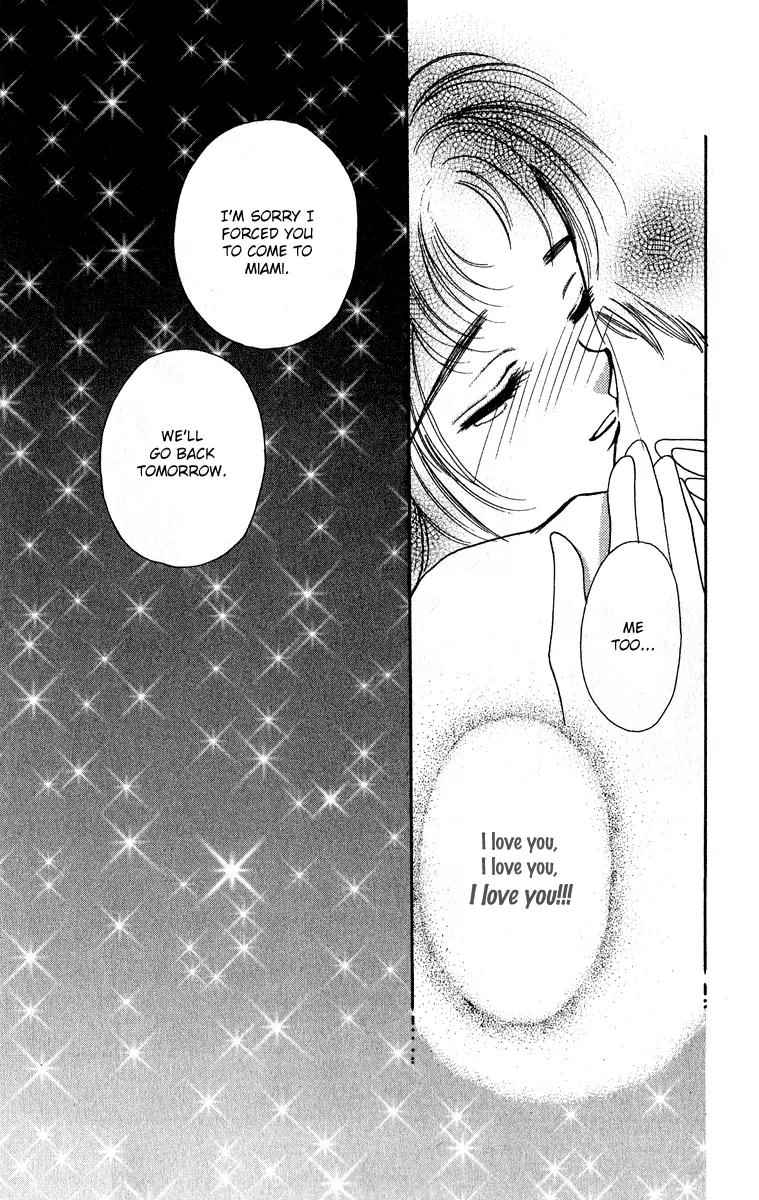 ME
TOO...
I love you,
I love you,
I love you!!!
I'M SORRY I
FORCED YOU
TO COME TO
MIAMI.
WE'LL
GO BACK
TOMORROW.